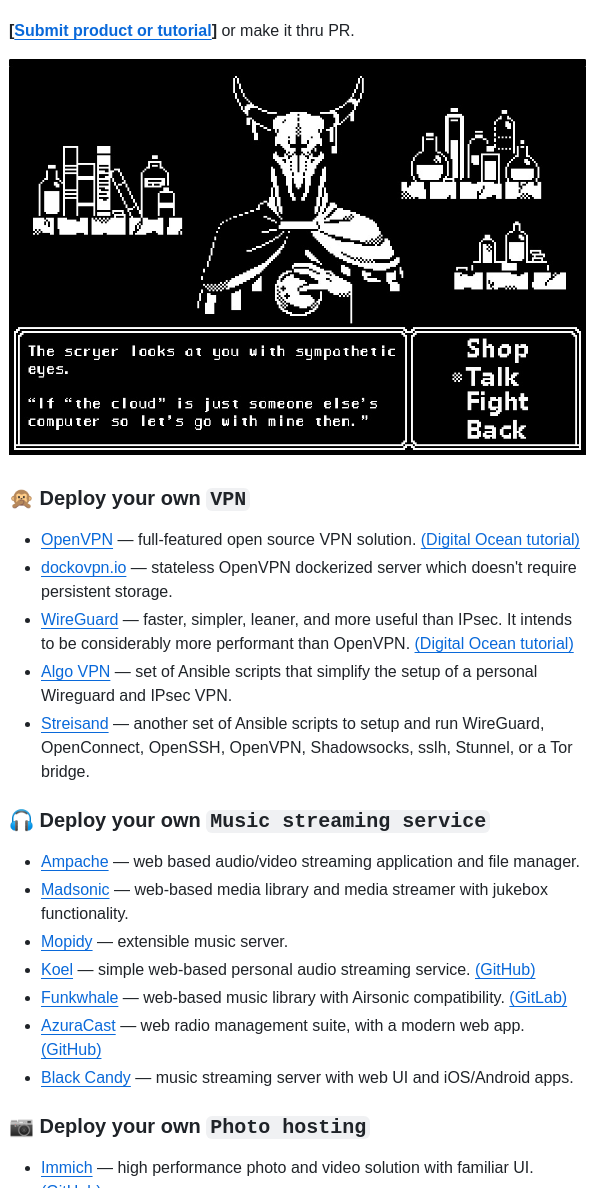 [Submit product or tutorial] or make it thru PR.
The scryer looks at you with sympathetic
eyes.
“If “the cloud” is just someone else’s
computer so let’s go with mine then.”
Shop
Talk
Fight
Back
🙊 Deploy your own VPN
• OpenVPN — full-featured open source VPN solution. (Digital Ocean tutorial)
• dockovpn.io — stateless OpenVPN dockerized server which doesn't require
persistent storage.
• WireGuard — faster, simpler, leaner, and more useful than IPsec. It intends
to be considerably more performant than OpenVPN. (Digital Ocean tutorial)
• Algo VPN — set of Ansible scripts that simplify the setup of a personal
Wireguard and IPsec VPN.
• Streisand — another set of Ansible scripts to setup and run WireGuard,
OpenConnect, OpenSSH, OpenVPN, Shadowsocks, sslh, Stunnel, or a Tor
bridge.
🎧 Deploy your own Music streaming service
• Ampache — web based audio/video streaming application and file manager.
• Madsonic — web-based media library and media streamer with jukebox
functionality.
• Mopidy — extensible music server.
• Koel — simple web-based personal audio streaming service. (GitHub)
• Funkwhale — web-based music library with Airsonic compatibility. (GitLab)
• AzuraCast — web radio management suite, with a modern web app.
(GitHub)
• Black Candy — music streaming server with web UI and iOS/Android apps.
📷 Deploy your own Photo hosting
• Immich — high performance photo and video solution with familiar UI.
(GitHub)